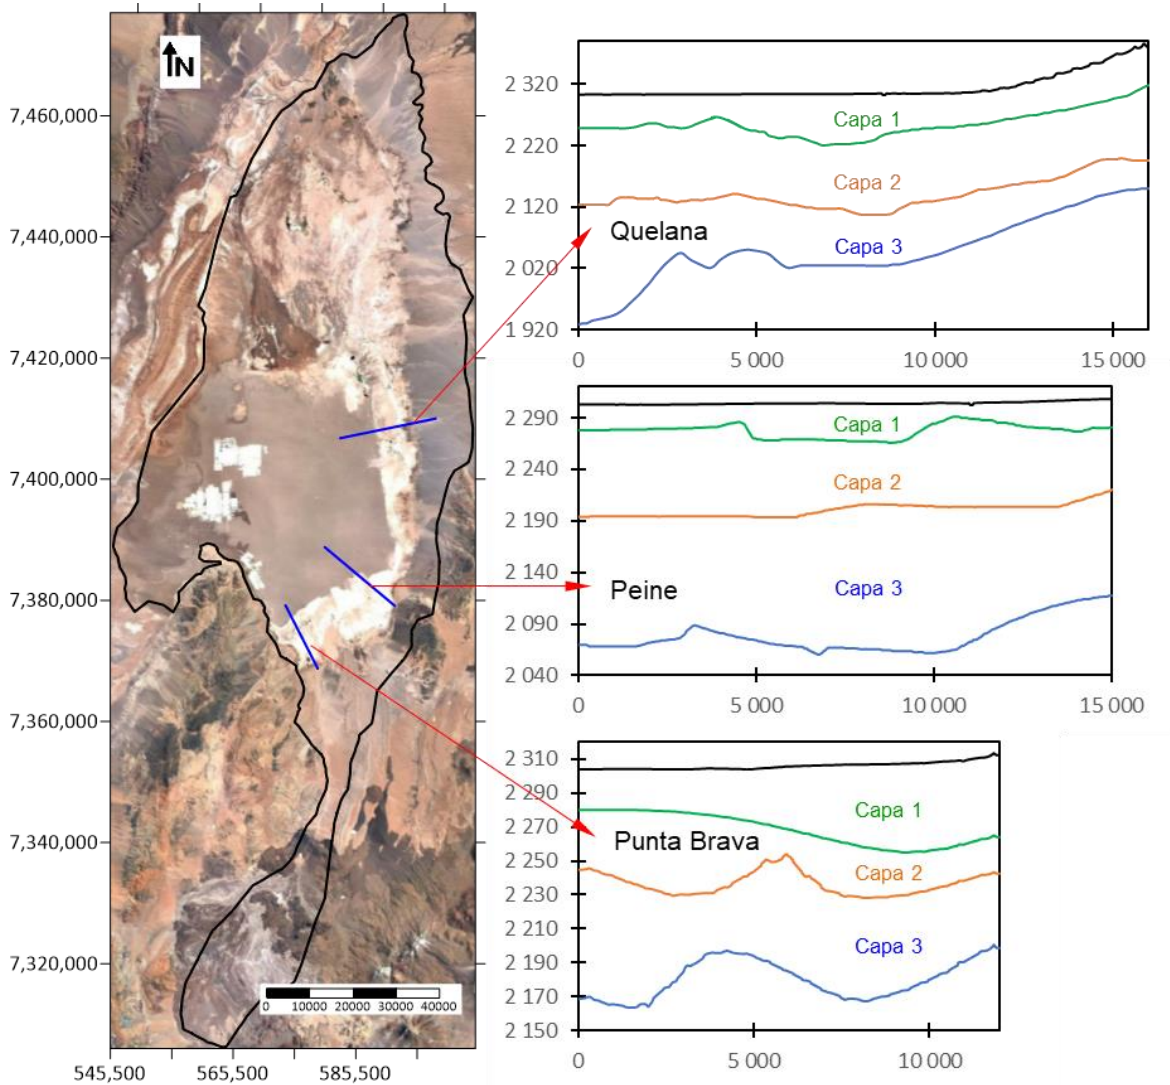 N
7,460,000
7,440,000
7,420,000
7,400,000
7,380,000
7,360,000
7,340,000
7,320,000
545,500 565,500 585,500
0 10000 20000 30000 40000
2 320
2 220
2 120
2 020
1 920
Capa 1
Capa 2
Capa 3
Quelana
0 5 000 10 000 15 000
2 290
2 240
2 190
2 140
2 090
2 040
Capa 1
Capa 2
Capa 3
Peine
0 5 000 10 000 15 000
2 310
2 290
2 270
2 250
2 230
2 210
2 190
2 170
2 150
Capa 1
Punta Brava
Capa 2
Capa 3
0 5 000 10 000